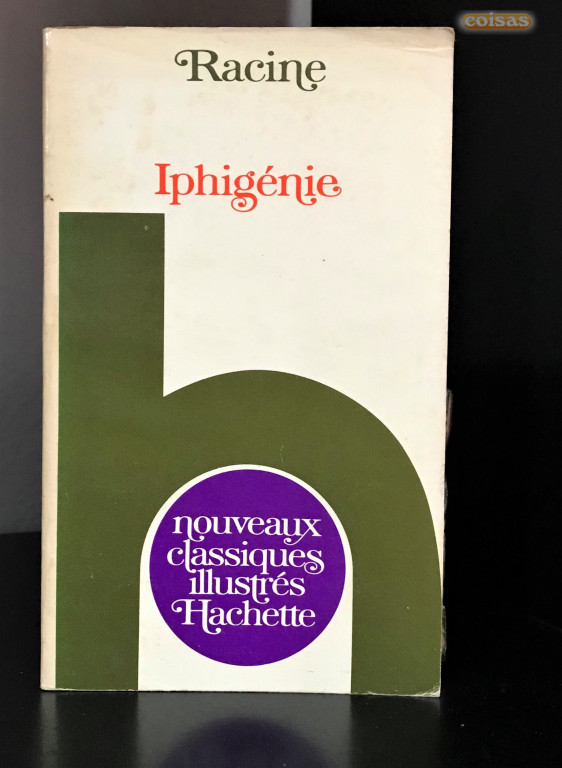 coisas
Racine
Iphigénie
nouveaux
classiques
illustrés
Hachette